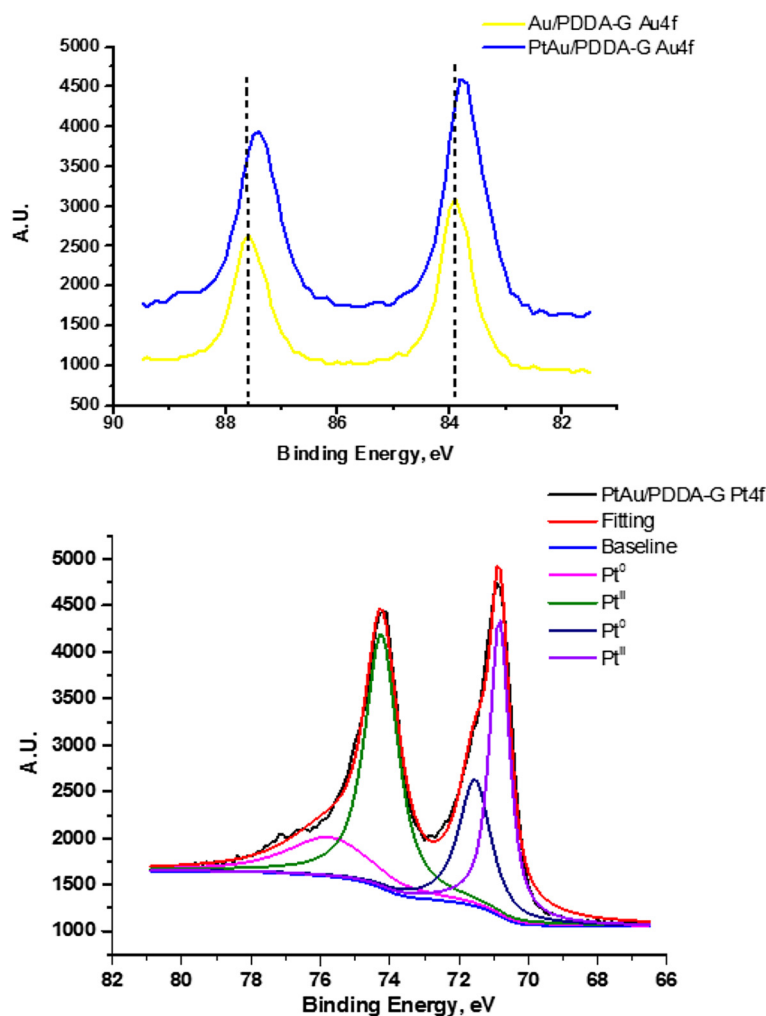 Au/PDDA-G Au4f
PtAu/PDDA-G Au4f
5000
4500
4000
3500
3000
2500
2000
1500
1000
500
A.U.
90
88
86
84
82
Binding Energy, eV
PtAu/PDDA-G Pt4f
Fitting
Baseline
Pt⁰
Ptᴵᴵ
Pt⁰
Ptᴵᴵ
5000
4500
4000
3500
3000
2500
2000
1500
1000
A.U.
82
80
78
76
74
72
70
68
66
Binding Energy, eV